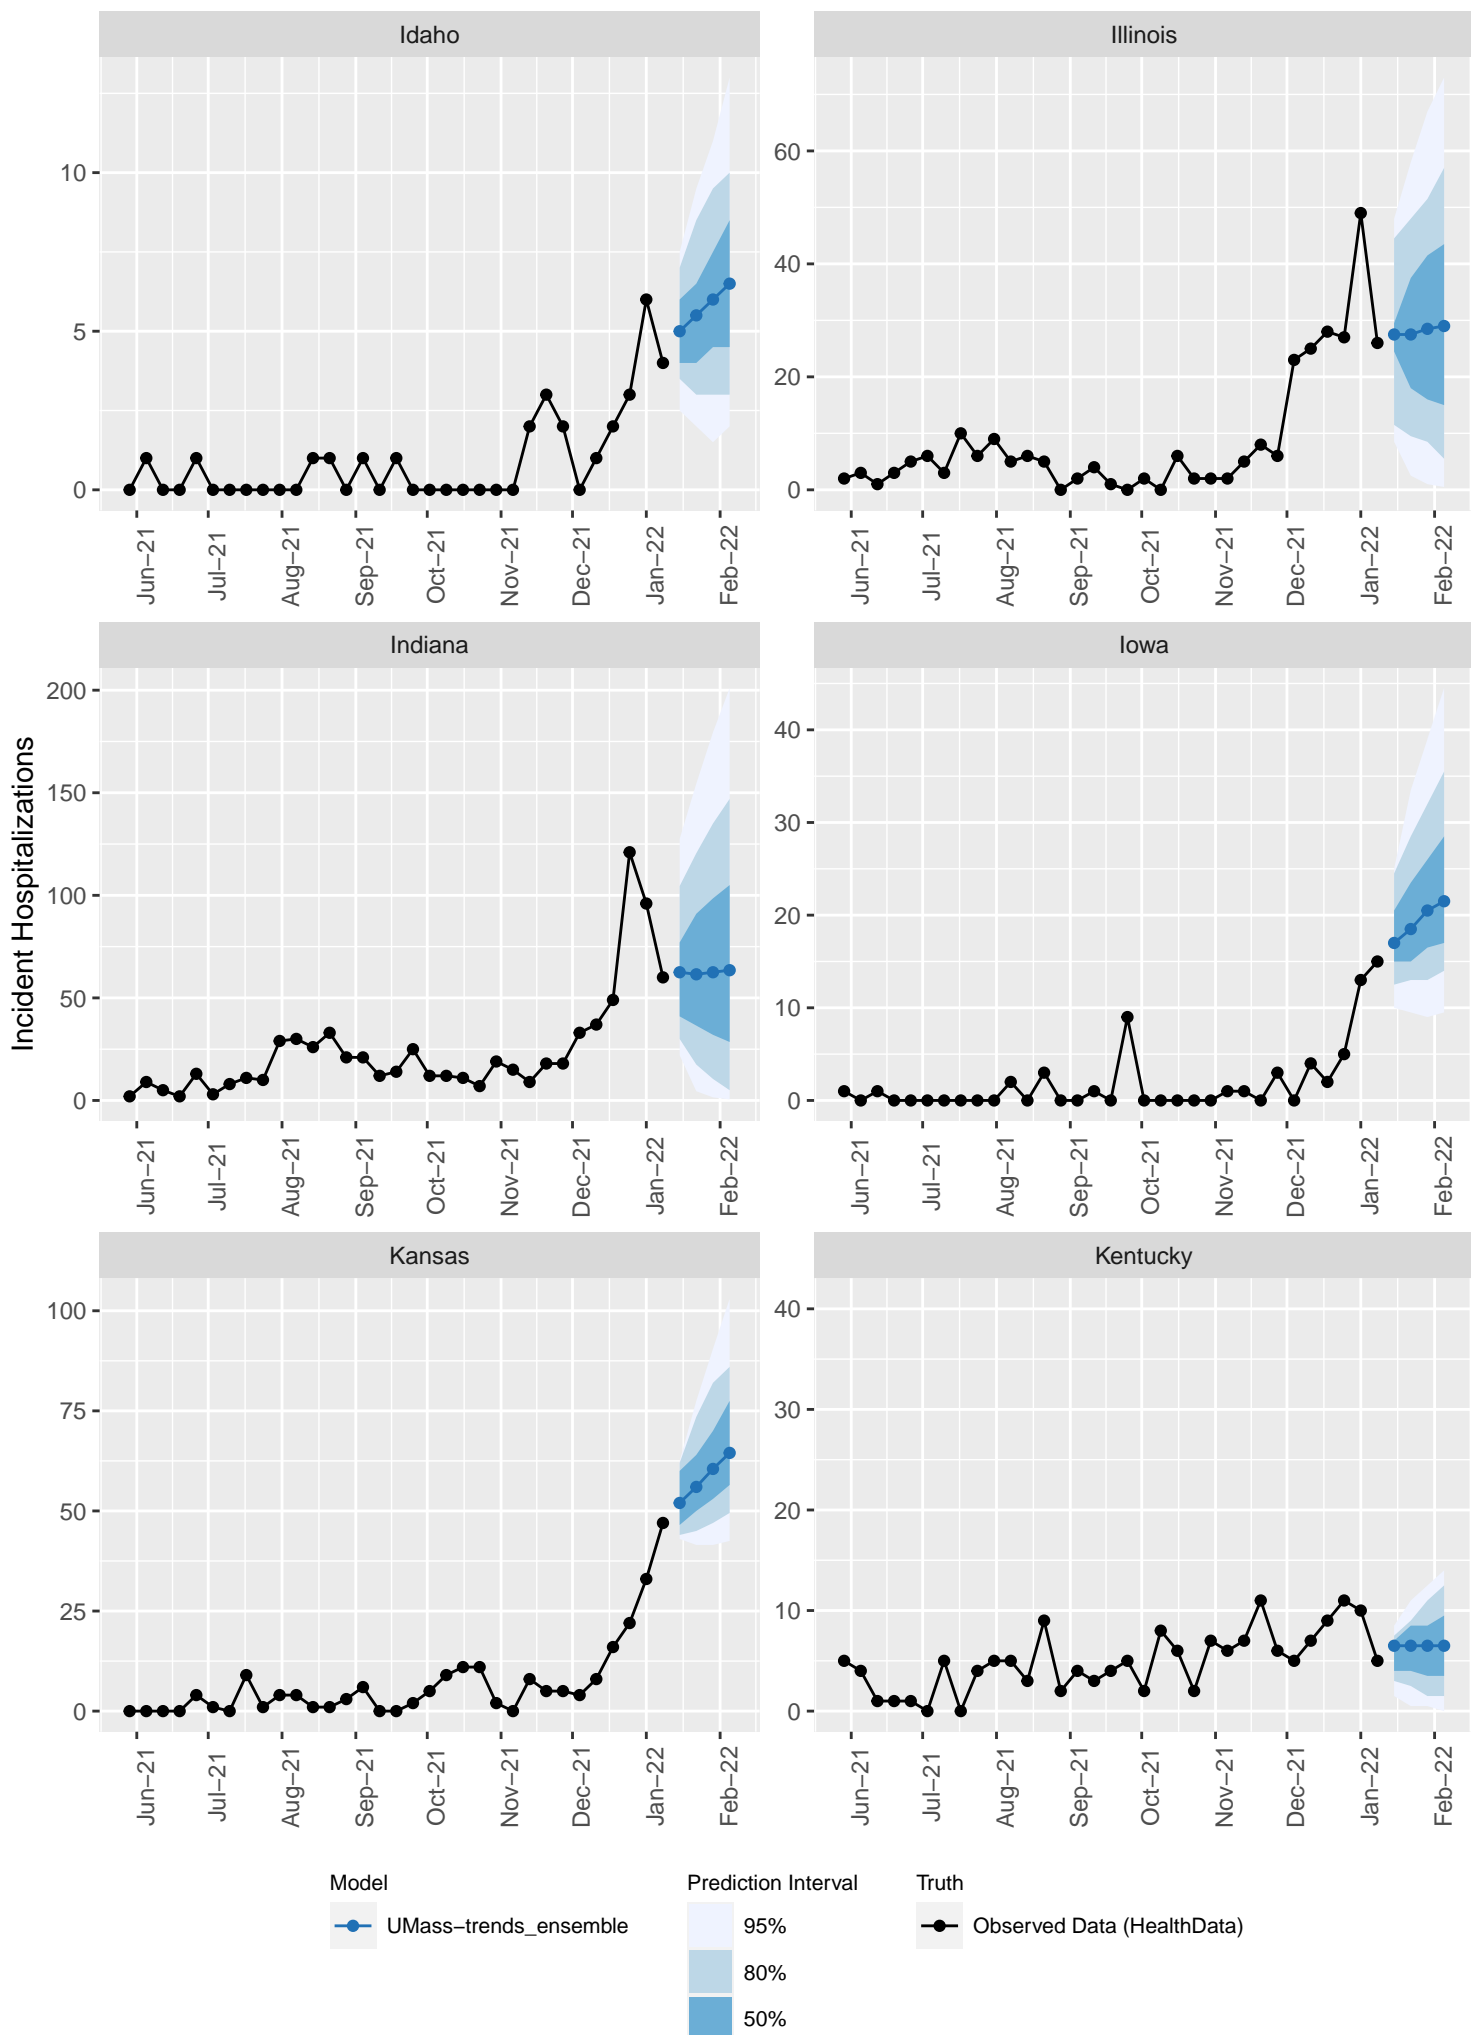 Idaho
Illinois
10
5
0
60
40
20
0
Jun−21
Jul−21
Aug−21
Sep−21
Oct−21
Nov−21
Dec−21
Jan−22
Feb−22
Jun−21
Jul−21
Aug−21
Sep−21
Oct−21
Nov−21
Dec−21
Jan−22
Feb−22
Incident Hospitalizations
Indiana
Iowa
200
150
100
50
0
40
30
20
10
0
Jun−21
Jul−21
Aug−21
Sep−21
Oct−21
Nov−21
Dec−21
Jan−22
Feb−22
Jun−21
Jul−21
Aug−21
Sep−21
Oct−21
Nov−21
Dec−21
Jan−22
Feb−22
Kansas
Kentucky
100
75
50
25
0
40
30
20
10
0
Jun−21
Jul−21
Aug−21
Sep−21
Oct−21
Nov−21
Dec−21
Jan−22
Feb−22
Jun−21
Jul−21
Aug−21
Sep−21
Oct−21
Nov−21
Dec−21
Jan−22
Feb−22
Model
UMass−trends_ensemble
Prediction Interval
95%
80%
50%
Truth
Observed Data (HealthData)